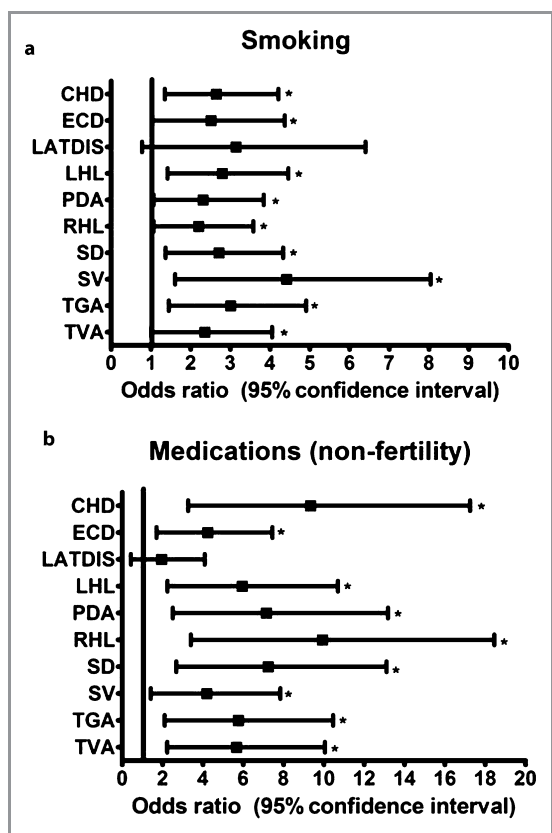 a
Smoking
CHD *
ECD *
LATDIS
LHL *
PDA *
RHL *
SD *
SV *
TGA *
TVA *
0 1 2 3 4 5 6 7 8 9 10
Odds ratio (95% confidence interval)
b
Medications (non-fertility)
CHD *
ECD *
LATDIS
LHL *
PDA *
RHL *
SD *
SV *
TGA *
TVA *
0 2 4 6 8 10 12 14 16 18 20
Odds ratio (95% confidence interval)